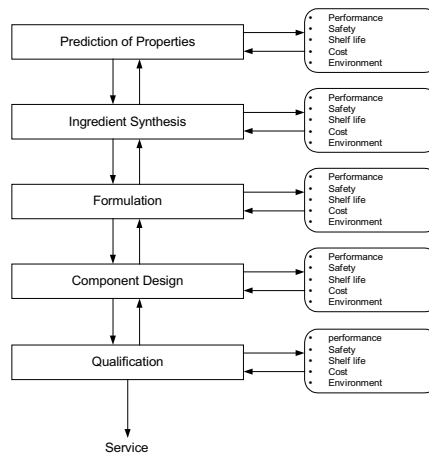 Prediction of Properties
• Performance
• Safety
• Shelf life
• Cost
• Environment
Ingredient Synthesis
• Performance
• Safety
• Shelf life
• Cost
• Environment
Formulation
• Performance
• Safety
• Shelf life
• Cost
• Environment
Component Design
• Performance
• Safety
• Shelf life
• Cost
• Environment
Qualification
• performance
• Safety
• Shelf life
• Cost
• Environment
Service